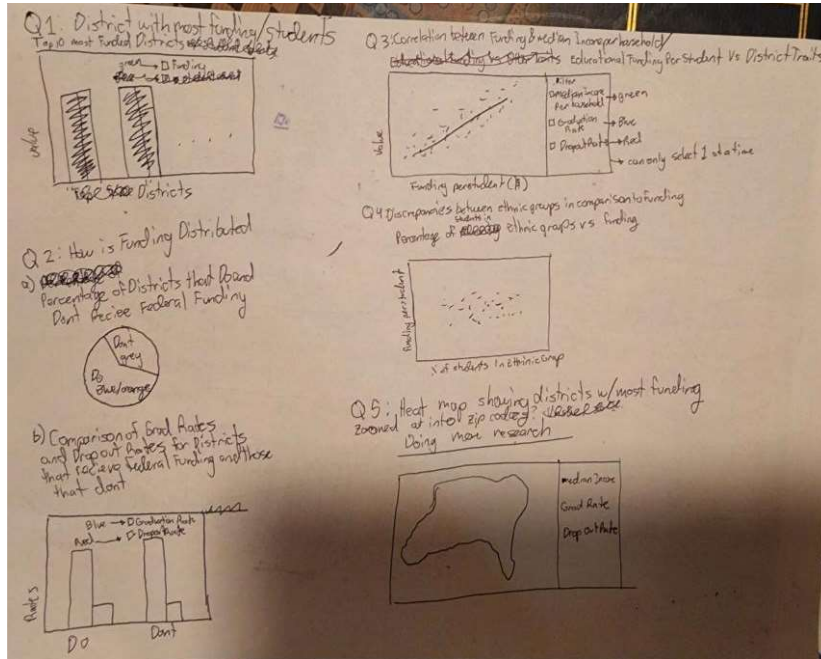 Q1: District with most funding/students
Top 10 most Funded Districts
green → □ Funding
Value
Districts
Q2: How is Funding Distributed
a)
Percentage of Districts that Do and
Dont Recieve Federal Funding
Dont
grey
Do
Blue/orange
b) Comparison of Grad Rates
and Drop out Rates for Districts
that recieve Federal Funding and those
that dont
Blue → □ Graduation Rate
Red → □ Dropout Rate
Rates
DO
Dont
Q3: Correlation between Funding & median Income per household/
Educational Funding Per Student Vs District Traits
Value
Filter
□ median income
Per household → green
□ Graduation
Rate → Blue
□ Dropout Rate → Red
→ can only select 1 at a time
Funding per student
Q4: Discrepancies between ethnic groups in comparison to funding
Percentage of students in ethnic groups vs funding
Funding per student
% of students in Ethnic Group
Q5: Heat map showing districts w/most funding
zoomed at into zip codes?
Doing more research
median Income
Grad Rate
Drop Out Rate